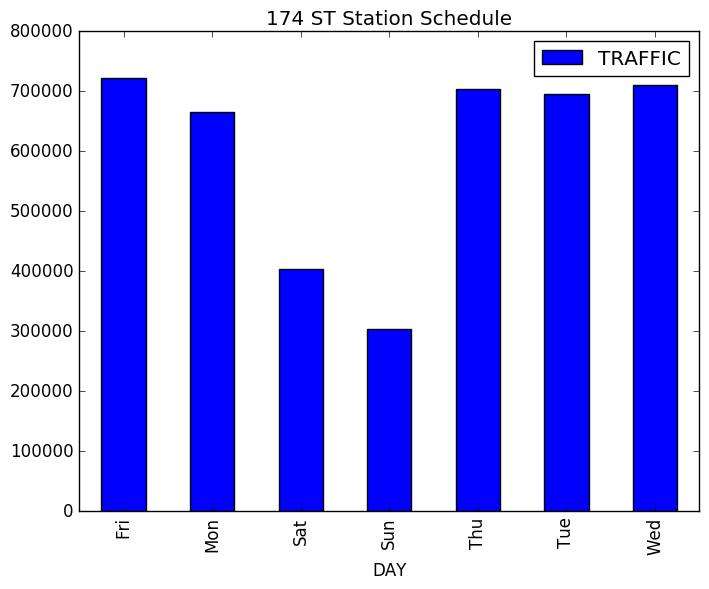 174 ST Station Schedule
800000
700000
600000
500000
400000
300000
200000
100000
0
TRAFFIC
Fri
Mon
Sat
Sun
Thu
Tue
Wed
DAY